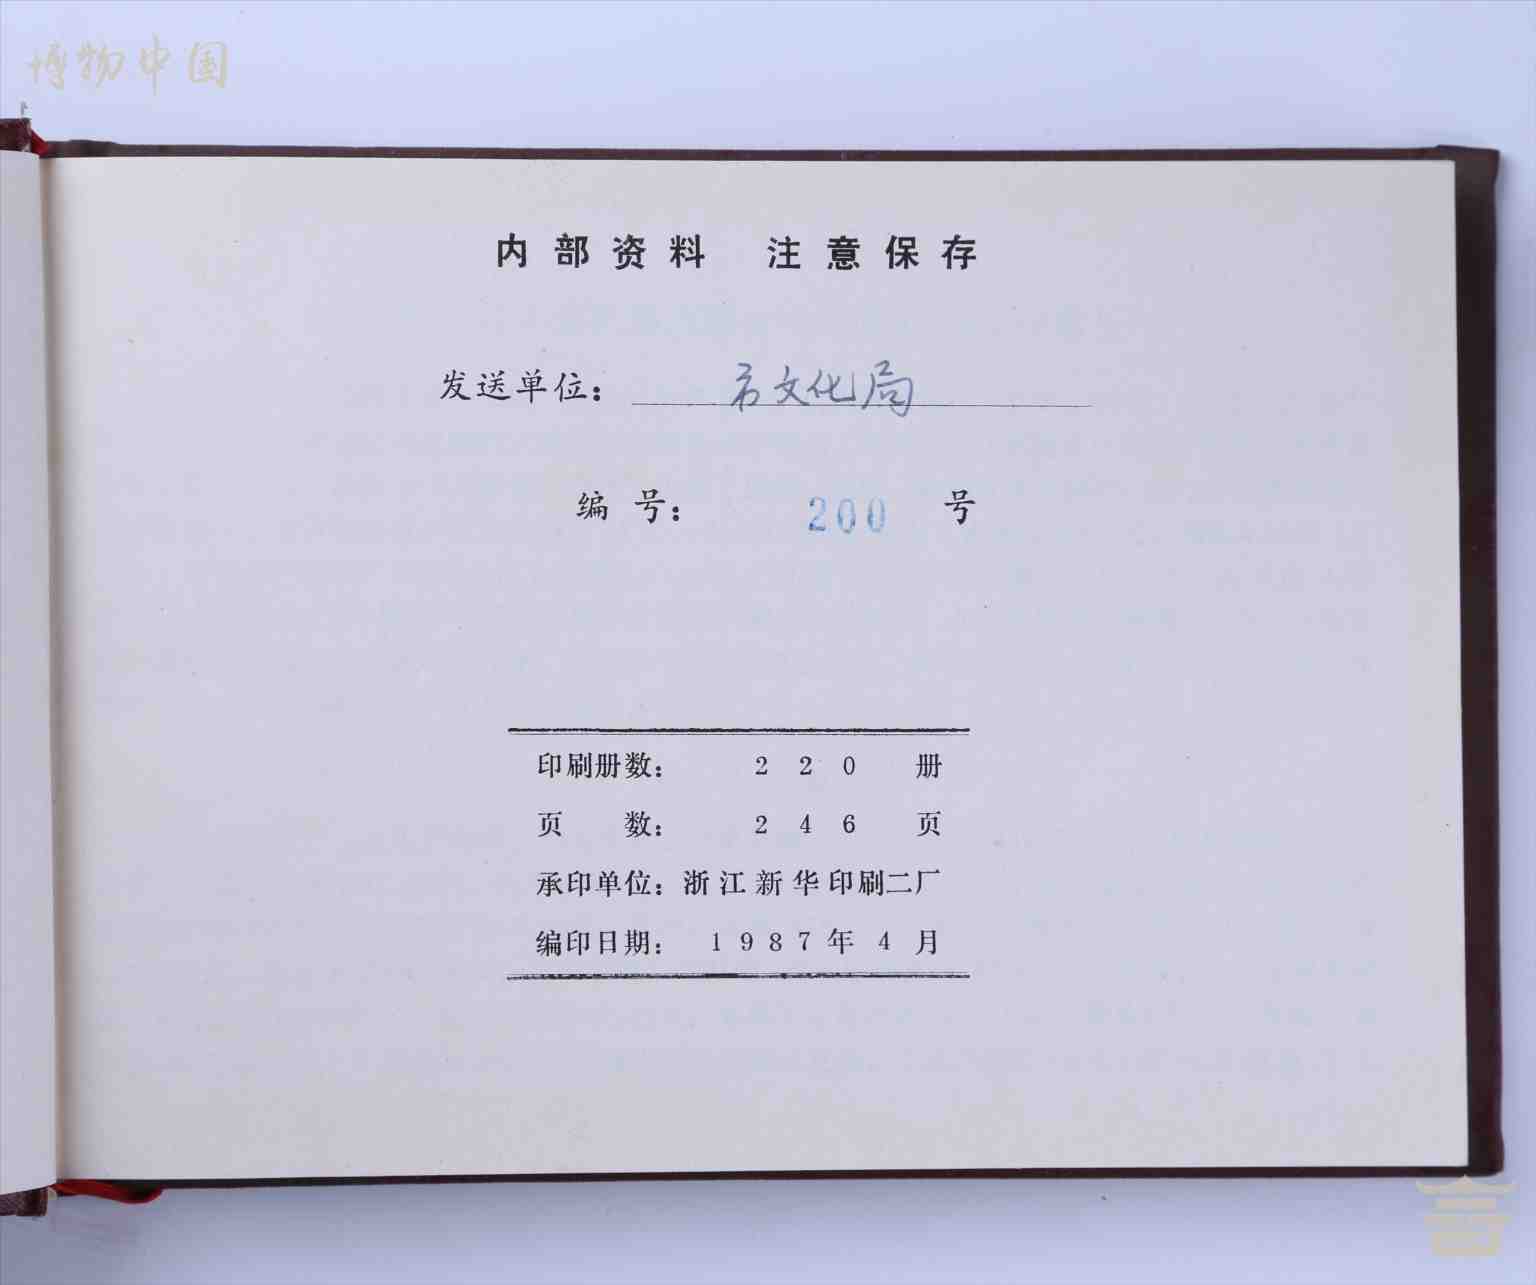 博物中国
内部资料 注意保存
发送单位： 市文化局
编号： 200 号
印刷册数： 220 册
页数： 246 页
承印单位：浙江新华印刷二厂
编印日期： 1987年4月